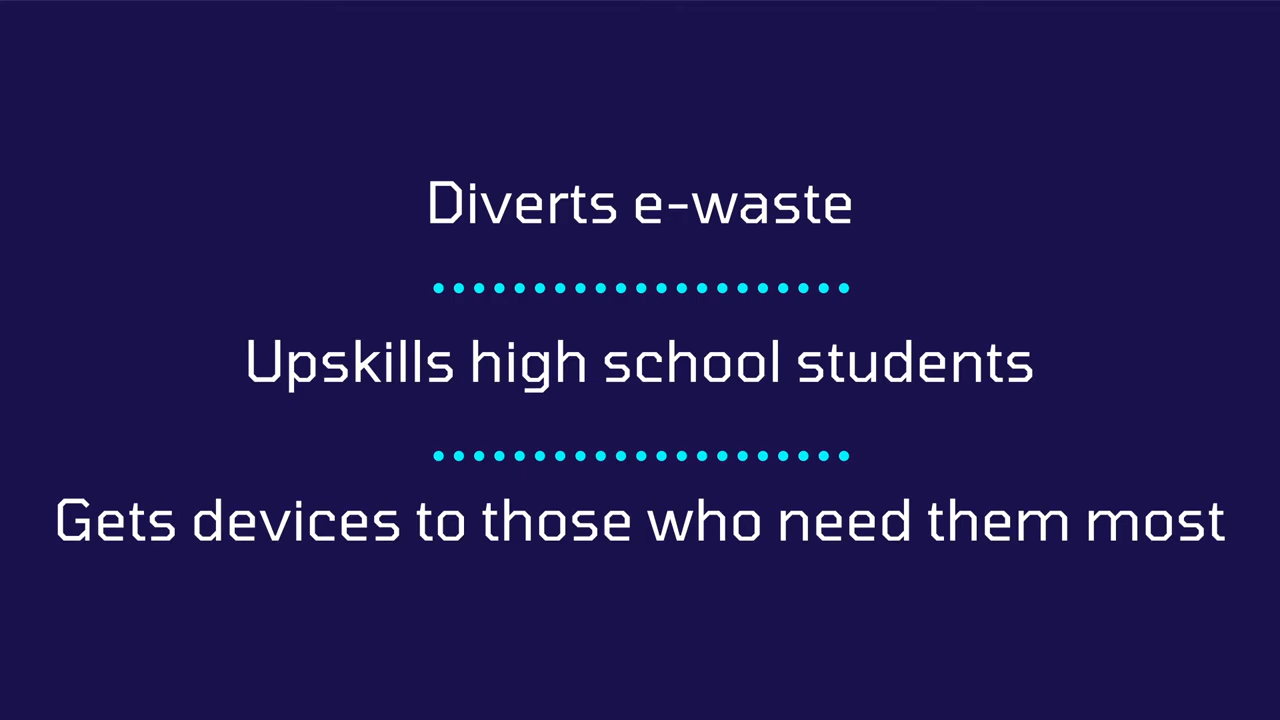 Diverts e-waste
Upskills high school students
Gets devices to those who need them most